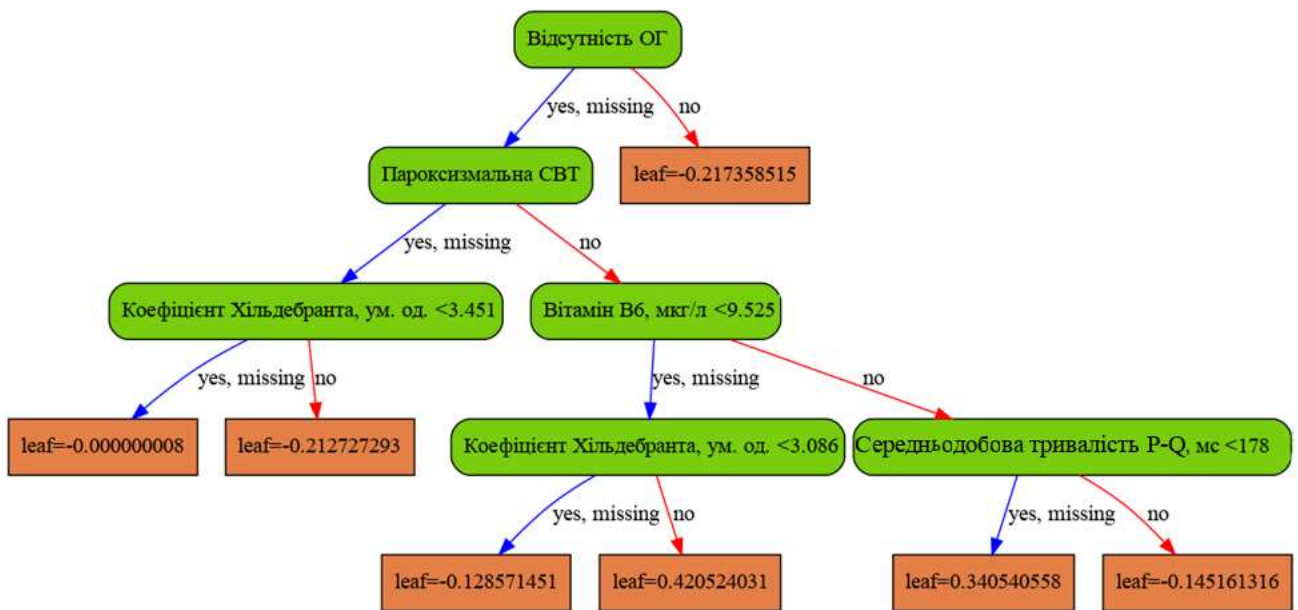 Відсутність ОГ
yes, missing
no
Пароксизмальна СВТ
leaf=-0.217358515
yes, missing
no
Коефіцієнт Хільдебранта, ум. од. <3.451
Вітамін В6, мкг/л <9.525
yes, missing
no
yes, missing
no
leaf=-0.000000008
leaf=-0.212727293
Коефіцієнт Хільдебранта, ум. од. <3.086
Середньодобова тривалість P-Q, мс <178
yes, missing
no
yes, missing
no
leaf=-0.128571451
leaf=0.420524031
leaf=0.340540558
leaf=-0.145161316